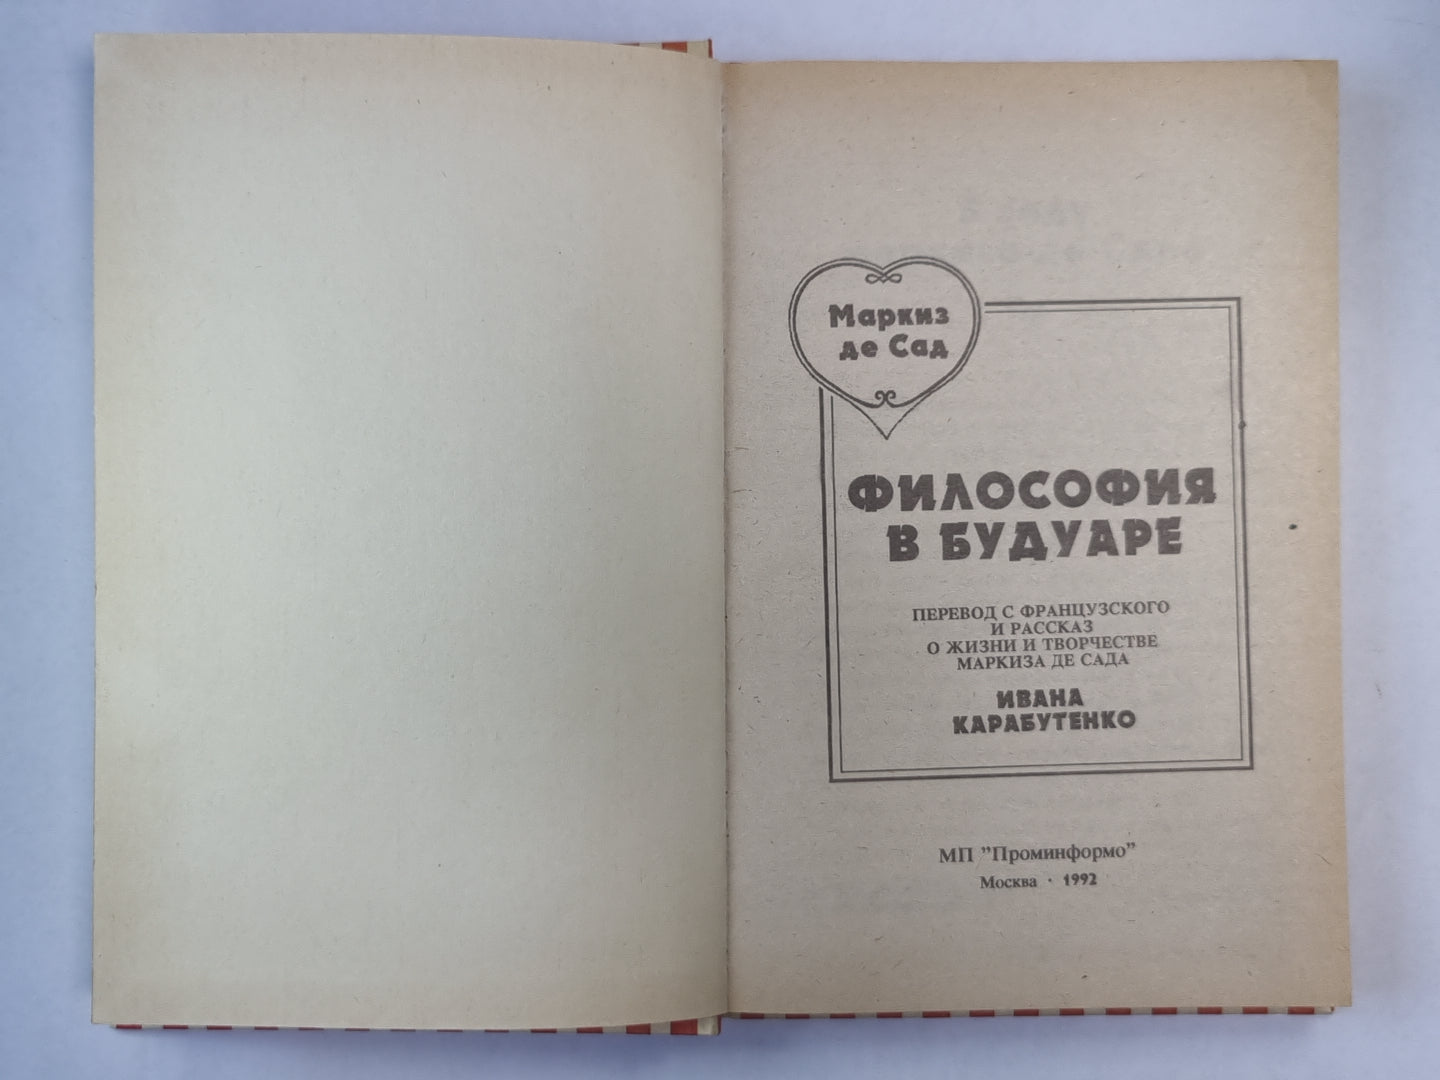 Маркиз
де Сад
ФИЛОСОФИЯ
В БУДУАРЕ
ПЕРЕВОД С ФРАНЦУЗСКОГО
И РАССКАЗ
О ЖИЗНИ И ТВОРЧЕСТВЕ
МАРКИЗА ДЕ САДА
ИВАНА
КАРАБУТЕНКО
МП ”Проминформо”
Москва · 1992